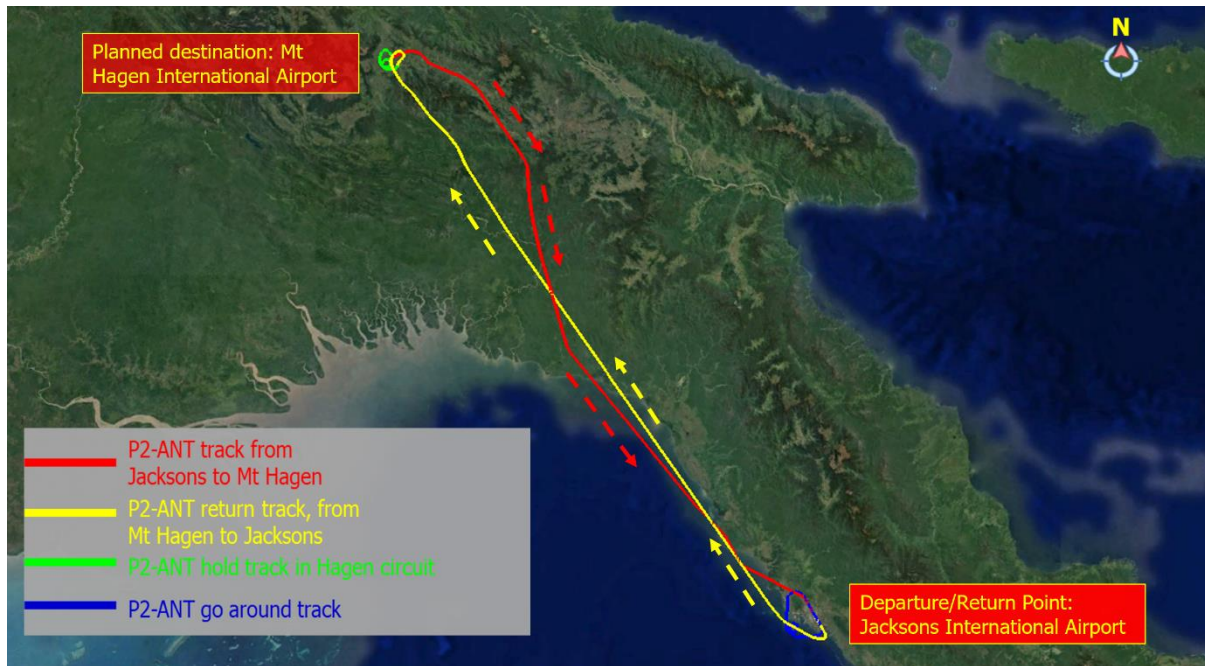 Planned destination: Mt
Hagen International Airport
N
P2-ANT track from
Jacksons to Mt Hagen
P2-ANT return track, from
Mt Hagen to Jacksons
P2-ANT hold track in Hagen circuit
P2-ANT go around track
Departure/Return Point:
Jacksons International Airport